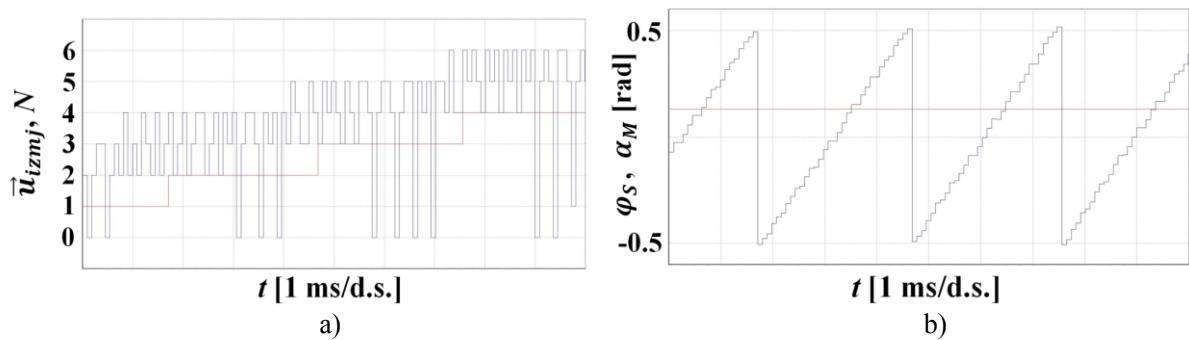 6
5
4
3
2
1
0
u⃗izmj, N
t [1 ms/d.s.]
a)
0.5
-0.5
φS , αM [rad]
t [1 ms/d.s.]
b)